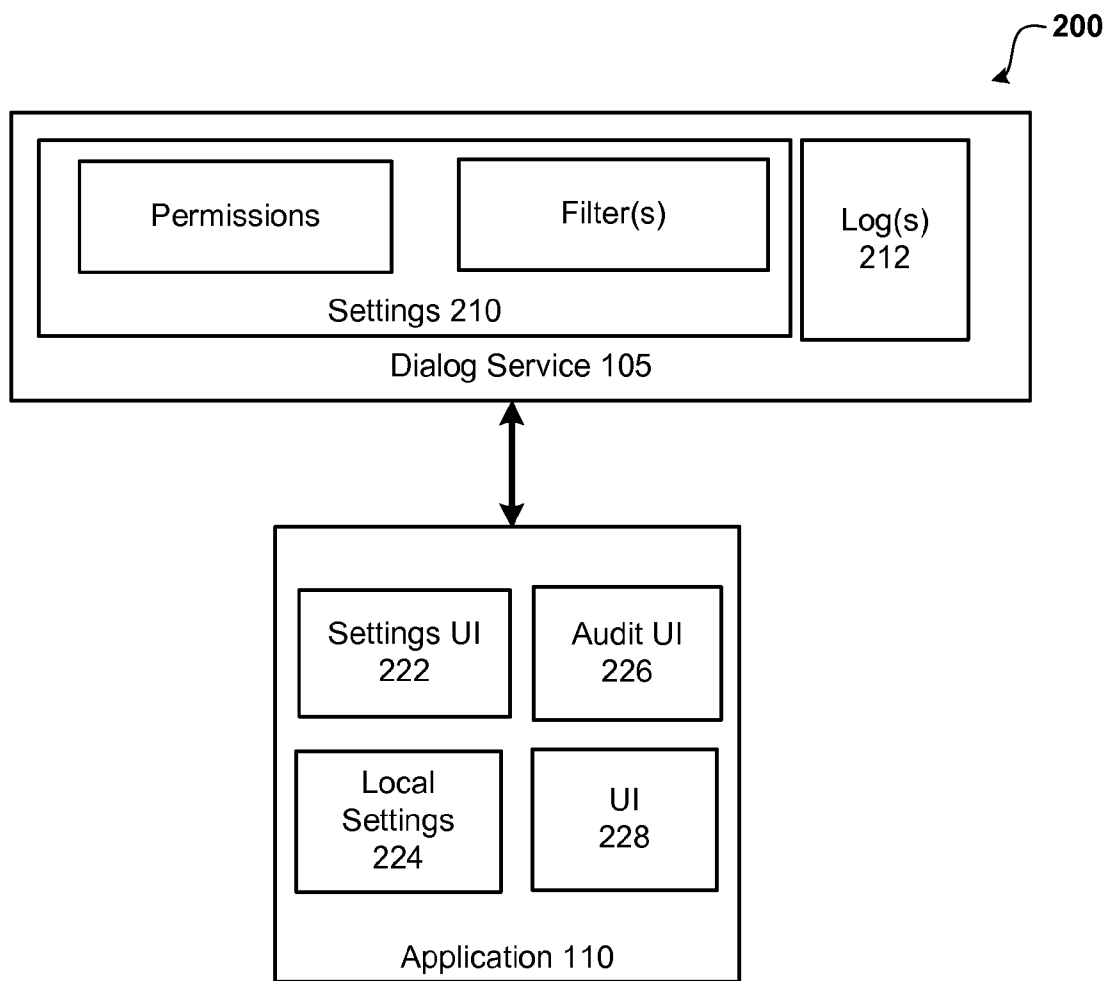 200
Permissions
Filter(s)
Log(s)
212
Settings 210
Dialog Service 105
Settings UI
222
Audit UI
226
Local
Settings
224
UI
228
Application 110